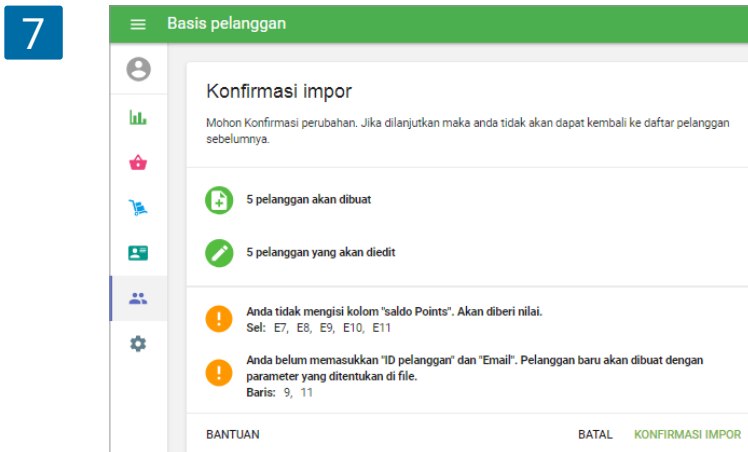 7
Basis pelanggan
Konfirmasi impor
Mohon Konfirmasi perubahan. Jika dilanjutkan maka anda tidak akan dapat kembali ke daftar pelanggan
sebelumnya.
5 pelanggan akan dibuat
5 pelanggan yang akan diedit
Anda tidak mengisi kolom "saldo Points". Akan diberi nilai.
Sel: E7, E8, E9, E10, E11
Anda belum memasukkan "ID pelanggan" dan "Email". Pelanggan baru akan dibuat dengan
parameter yang ditentukan di file.
Baris: 9, 11
BANTUAN BATAL KONFIRMASI IMPOR